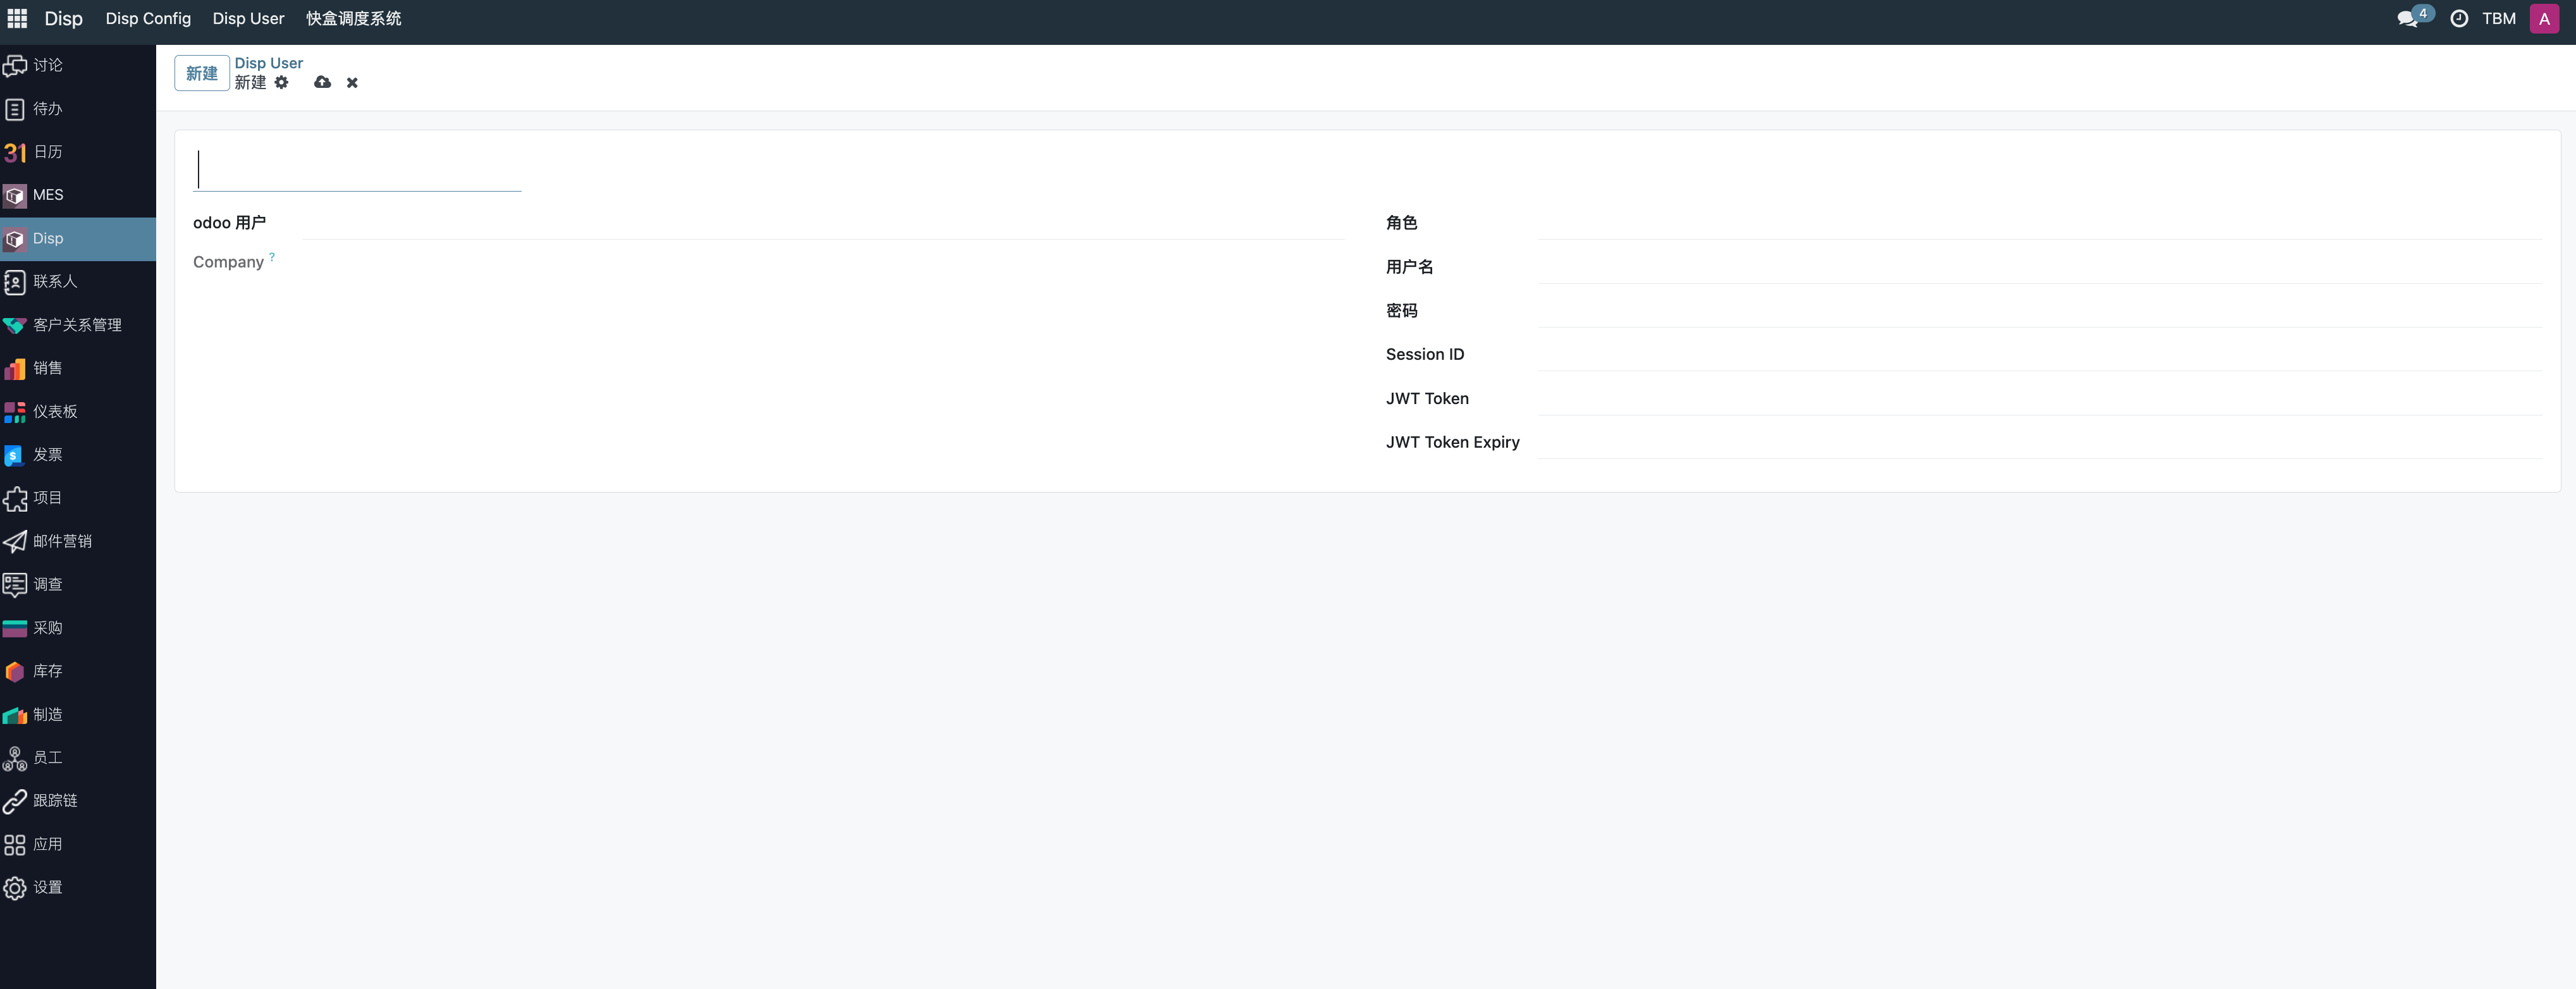 Disp Disp Config Disp User 快盒调度系统 4 TBM A
讨论
待办
31 日历
MES
Disp
联系人
客户关系管理
销售
仪表板
$ 发票
项目
邮件营销
调查
采购
库存
制造
员工
跟踪链
应用
设置
新建 Disp User
新建
odoo 用户
Company ?
角色
用户名
密码
Session ID
JWT Token
JWT Token Expiry